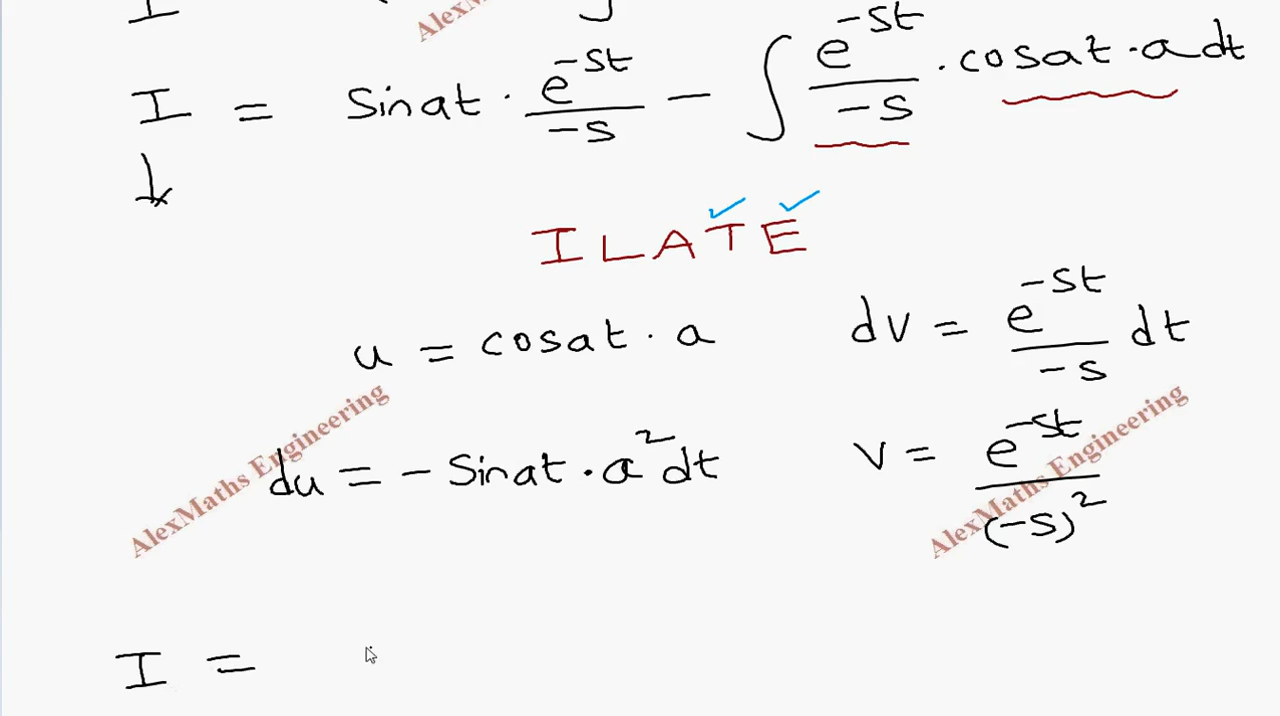 I
AlexMa
I = Sinat · e^-st / -s - ∫ e^-st / -s · cosat · a dt
ILATE
u = cosat · a dv = e^-st / -s dt
du = - Sinat · a² dt v = e^-st / (-s)²
AlexMaths Engineering AlexMaths Engineering
I =